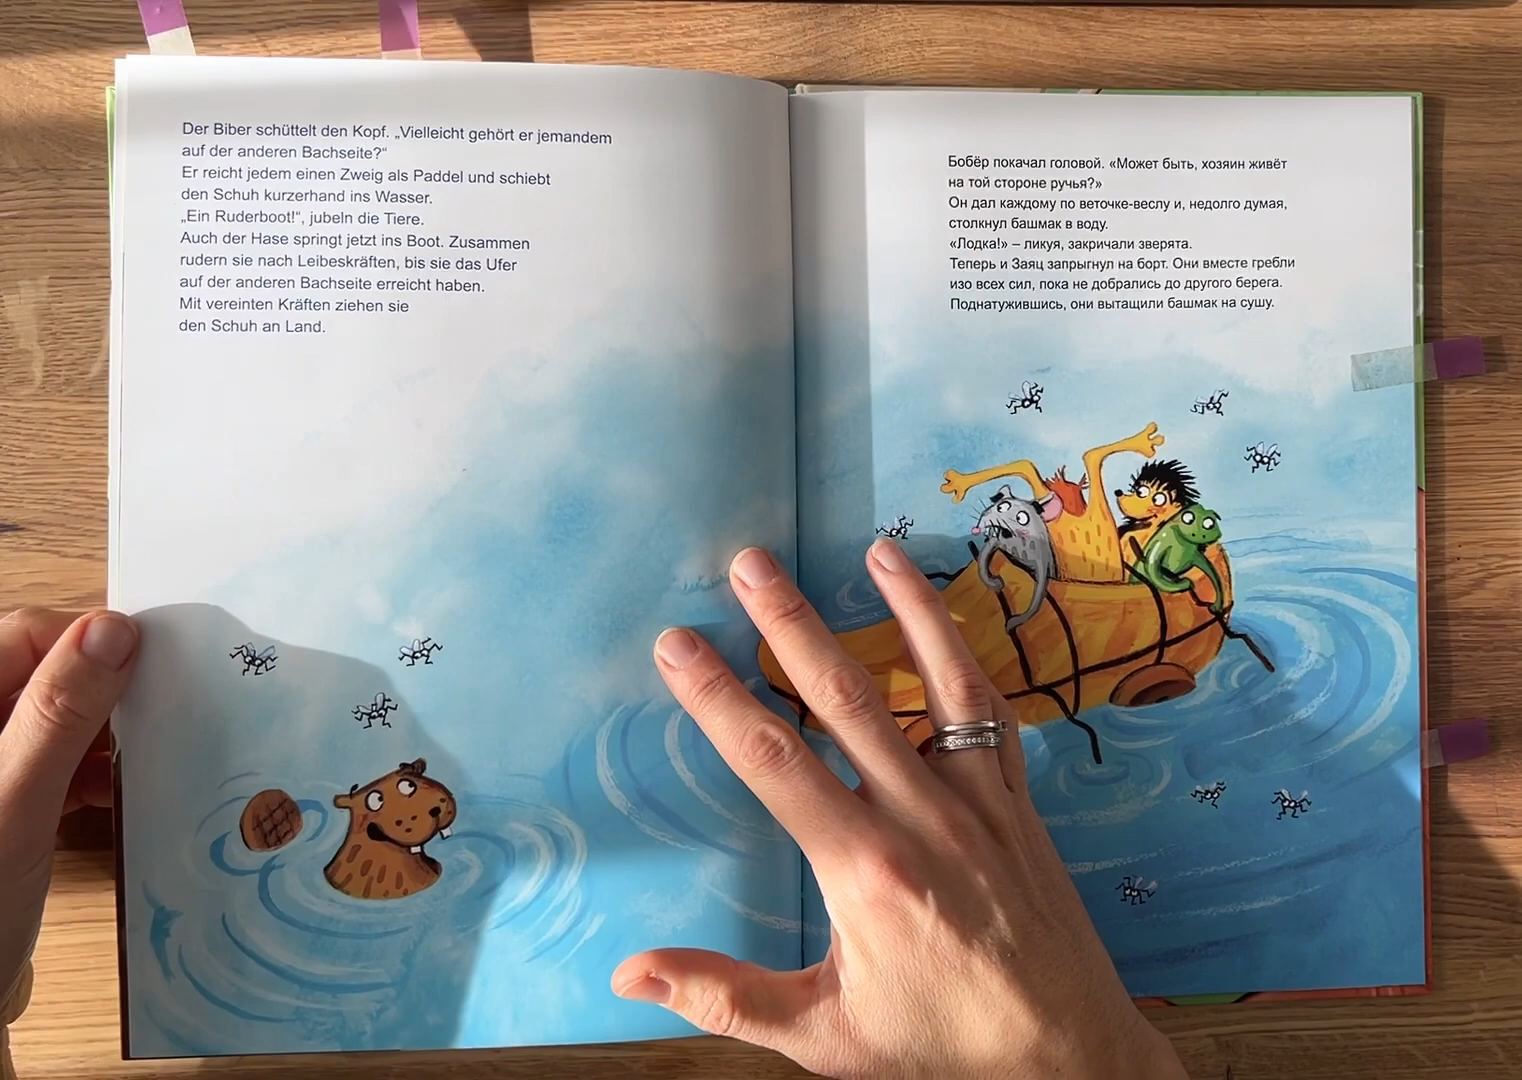 Der Biber schüttelt den Kopf. „Vielleicht gehört er jemandem
auf der anderen Bachseite?“
Er reicht jedem einen Zweig als Paddel und schiebt
den Schuh kurzerhand ins Wasser.
„Ein Ruderboot!“, jubeln die Tiere.
Auch der Hase springt jetzt ins Boot. Zusammen
rudern sie nach Leibeskräften, bis sie das Ufer
auf der anderen Bachseite erreicht haben.
Mit vereinten Kräften ziehen sie
den Schuh an Land.
Бобёр покачал головой. «Может быть, хозяин живёт
на той стороне ручья?»
Он дал каждому по веточке-веслу и, недолго думая,
столкнул башмак в воду.
«Лодка!» – ликуя, закричали зверята.
Теперь и Заяц запрыгнул на борт. Они вместе гребли
изо всех сил, пока не добрались до другого берега.
Поднатужившись, они вытащили башмак на сушу.